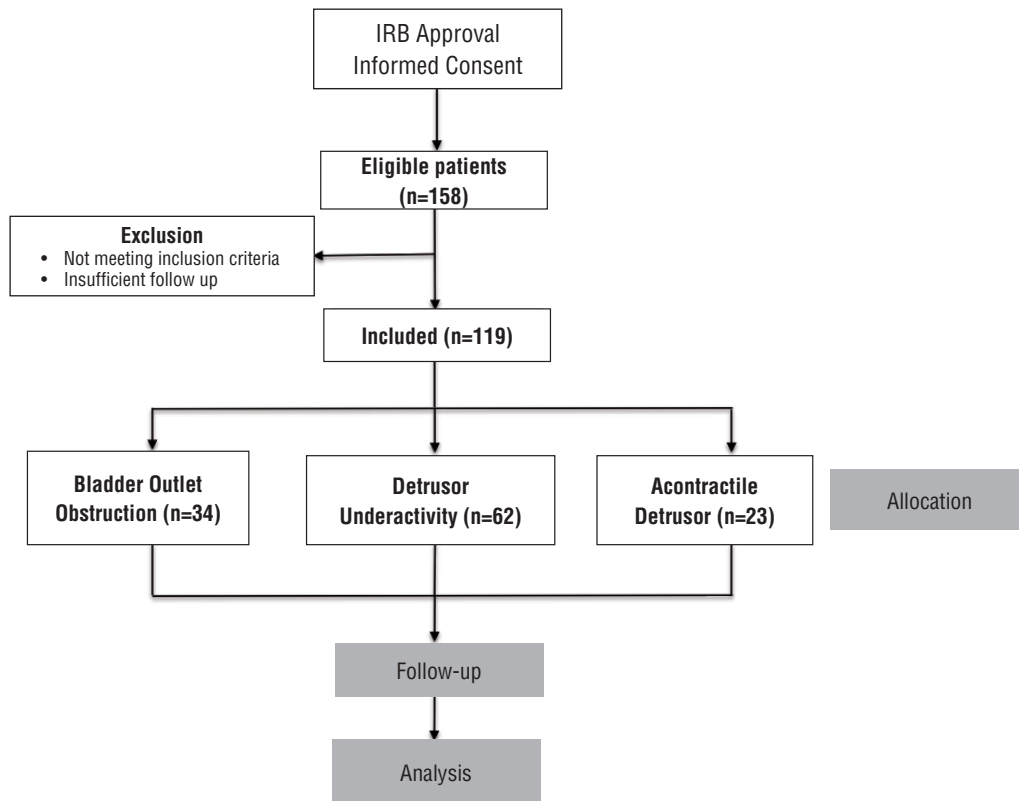 IRB Approval
Informed Consent
Eligible patients
(n=158)
Exclusion
• Not meeting inclusion criteria
• Insufficient follow up
Included (n=119)
Bladder Outlet
Obstruction (n=34)
Detrusor
Underactivity (n=62)
Acontractile
Detrusor (n=23)
Allocation
Follow-up
Analysis